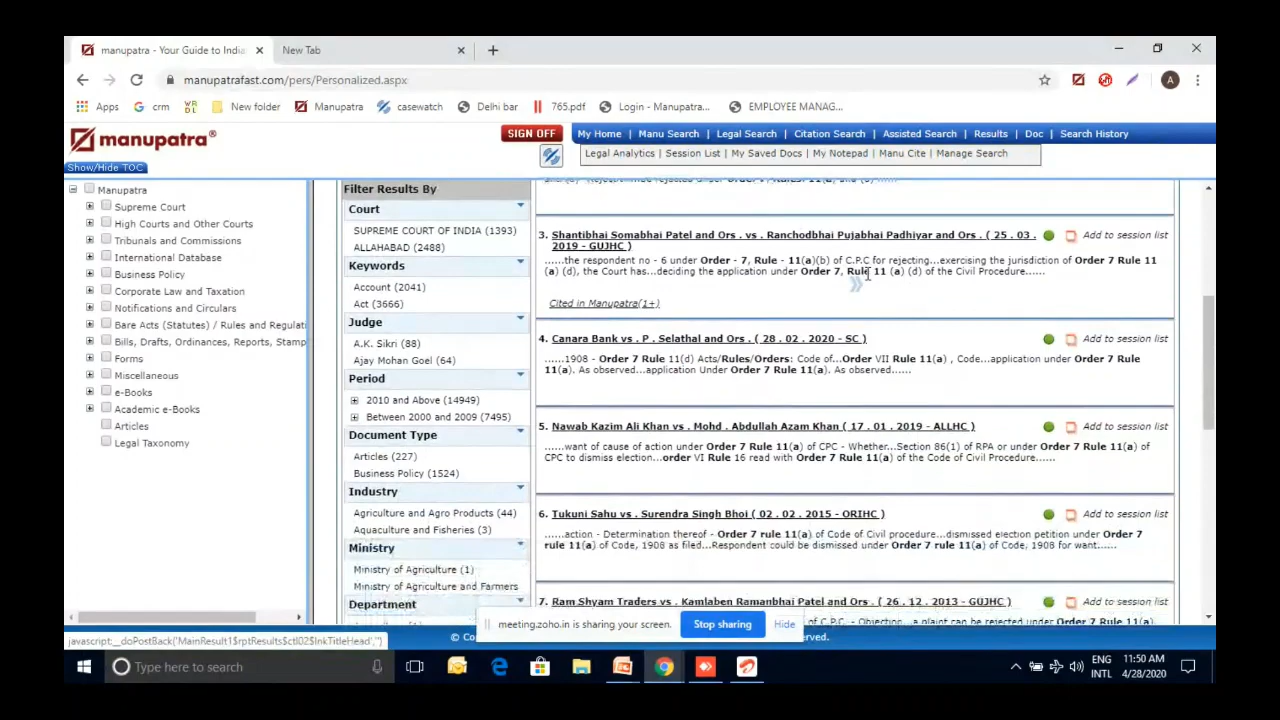 manupatra - Your Guide to India
New Tab
manupatrafast.com/pers/Personalized.aspx
A
Apps
crm
New folder
Manupatra
casewatch
Delhi bar
765.pdf
Login - Manupatra...
EMPLOYEE MANAG...
manupatra®
SIGN OFF
My Home | Manu Search | Legal Search | Citation Search | Assisted Search | Results | Doc | Search History
Legal Analytics | Session List | My Saved Docs | My Notepad | Manu Cite | Manage Search
Show/Hide TOC
Manupatra
Supreme Court
High Courts and Other Courts
Tribunals and Commissions
International Database
Business Policy
Corporate Law and Taxation
Notifications and Circulars
Bare Acts (Statutes) / Rules and Regulat
Bills, Drafts, Ordinances, Reports, Stamp
Forms
Miscellaneous
e-Books
Academic e-Books
Articles
Legal Taxonomy
Filter Results By
Court
SUPREME COURT OF INDIA (1393)
ALLAHABAD (2488)
Keywords
Account (2041)
Act (3666)
Judge
A.K. Sikri (88)
Ajay Mohan Goel (64)
Period
2010 and Above (14949)
Between 2000 and 2009 (7495)
Document Type
Articles (227)
Business Policy (1524)
Industry
Agriculture and Agro Products (44)
Aquaculture and Fisheries (3)
Ministry
Ministry of Agriculture (1)
Ministry of Agriculture and Farmers
Department
3. Shantibhai Somabhai Patel and Ors . vs . Ranchodbhai Pujabhai Padhiyar and Ors . ( 25 . 03 .
2019 - GUJHC )
Add to session list
......the respondent no - 6 under Order - 7, Rule - 11(a)(b) of C.P.C for rejecting...exercising the jurisdiction of Order 7 Rule 11
(a) (d), the Court has...deciding the application under Order 7, Rule 11 (a) (d) of the Civil Procedure......
Cited in Manupatra(1+)
4. Canara Bank vs . P . Selathal and Ors . ( 28 . 02 . 2020 - SC )
Add to session list
......1908 - Order 7 Rule 11(d) Acts/Rules/Orders: Code of...Order VII Rule 11(a) , Code...application under Order 7 Rule
11(a). As observed...application Under Order 7 Rule 11(a). As observed......
5. Nawab Kazim Ali Khan vs . Mohd . Abdullah Azam Khan ( 17 . 01 . 2019 - ALLHC )
Add to session list
......want of cause of action under Order 7 Rule 11(a) of CPC - Whether...Section 86(1) of RPA or under Order 7 Rule 11(a) of
CPC to dismiss election...order VI Rule 16 read with Order 7 Rule 11(a) of the Code of Civil Procedure......
6. Tukuni Sahu vs . Surendra Singh Bhoi ( 02 . 02 . 2015 - ORIHC )
Add to session list
......action - Determination thereof - Order 7 rule 11(a) of Code of Civil procedure...dismissed election petition under Order 7
rule 11(a) of Code, 1908 as filed...Respondent could be dismissed under Order 7 rule 11(a) of Code, 1908 for want......
7. Ram Shyam Traders vs . Kamlaben Ramanbhai Patel and Ors . ( 26 . 12 . 2013 - GUJHC )
Add to session list
of C.P.C. - Objection... a plaint can be rejected under Order 7,
meeting.zoho.in is sharing your screen.
Stop sharing
Hide
javascript:__doPostBack('MainResult1$rptResults$ctl02$lnkTitleHead','')
© Co
rved.
Type here to search
ENG
INTL
11:50 AM
4/28/2020